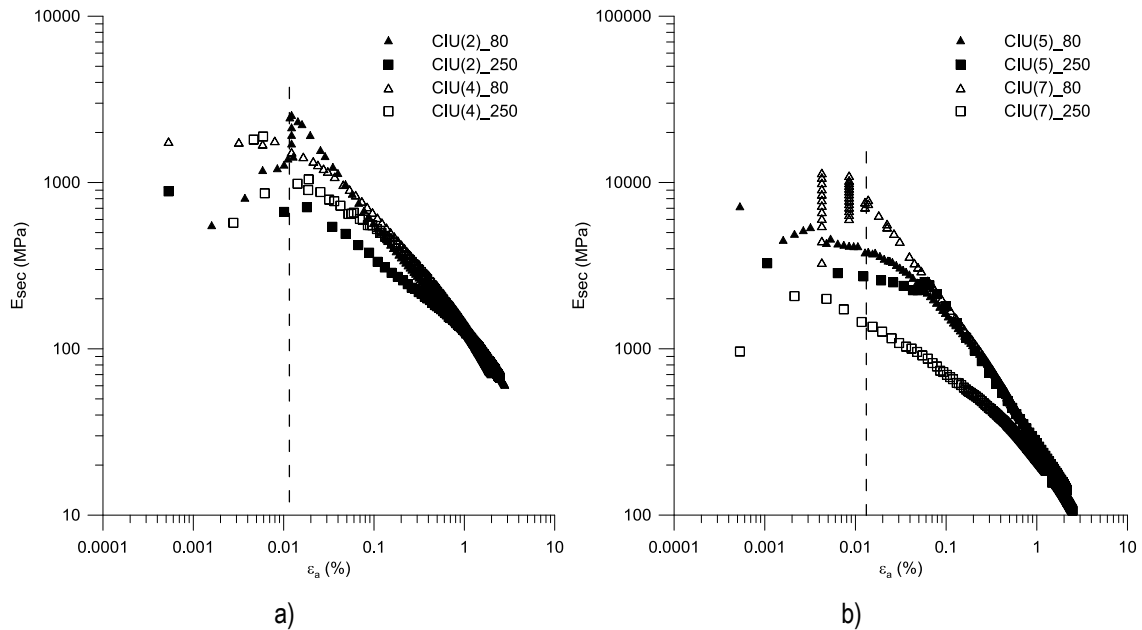 10000
1000
100
10
Esec (MPa)
CIU(2)_80
CIU(2)_250
CIU(4)_80
CIU(4)_250
0.0001 0.001 0.01 0.1 1 10
εa (%)
a)
100000
10000
1000
100
Esec (MPa)
CIU(5)_80
CIU(5)_250
CIU(7)_80
CIU(7)_250
0.0001 0.001 0.01 0.1 1 10
εa (%)
b)